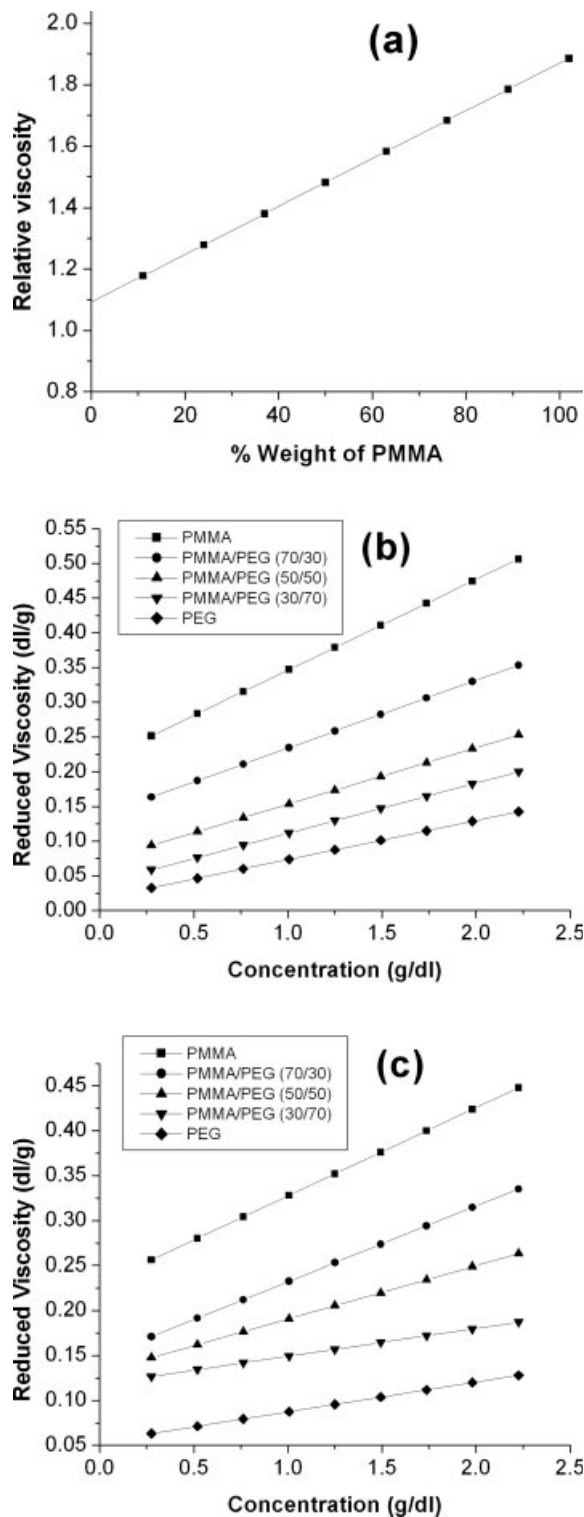 (a)
Relative viscosity
2.0
1.8
1.6
1.4
1.2
1.0
0.8
0 20 40 60 80 100
% Weight of PMMA
(b)
PMMA
PMMA/PEG (70/30)
PMMA/PEG (50/50)
PMMA/PEG (30/70)
PEG
Reduced Viscosity (dl/g)
0.55
0.50
0.45
0.40
0.35
0.30
0.25
0.20
0.15
0.10
0.05
0.00
0.0 0.5 1.0 1.5 2.0 2.5
Concentration (g/dl)
(c)
PMMA
PMMA/PEG (70/30)
PMMA/PEG (50/50)
PMMA/PEG (30/70)
PEG
Reduced Viscosity (dl/g)
0.45
0.40
0.35
0.30
0.25
0.20
0.15
0.10
0.05
0.0 0.5 1.0 1.5 2.0 2.5
Concentration (g/dl)